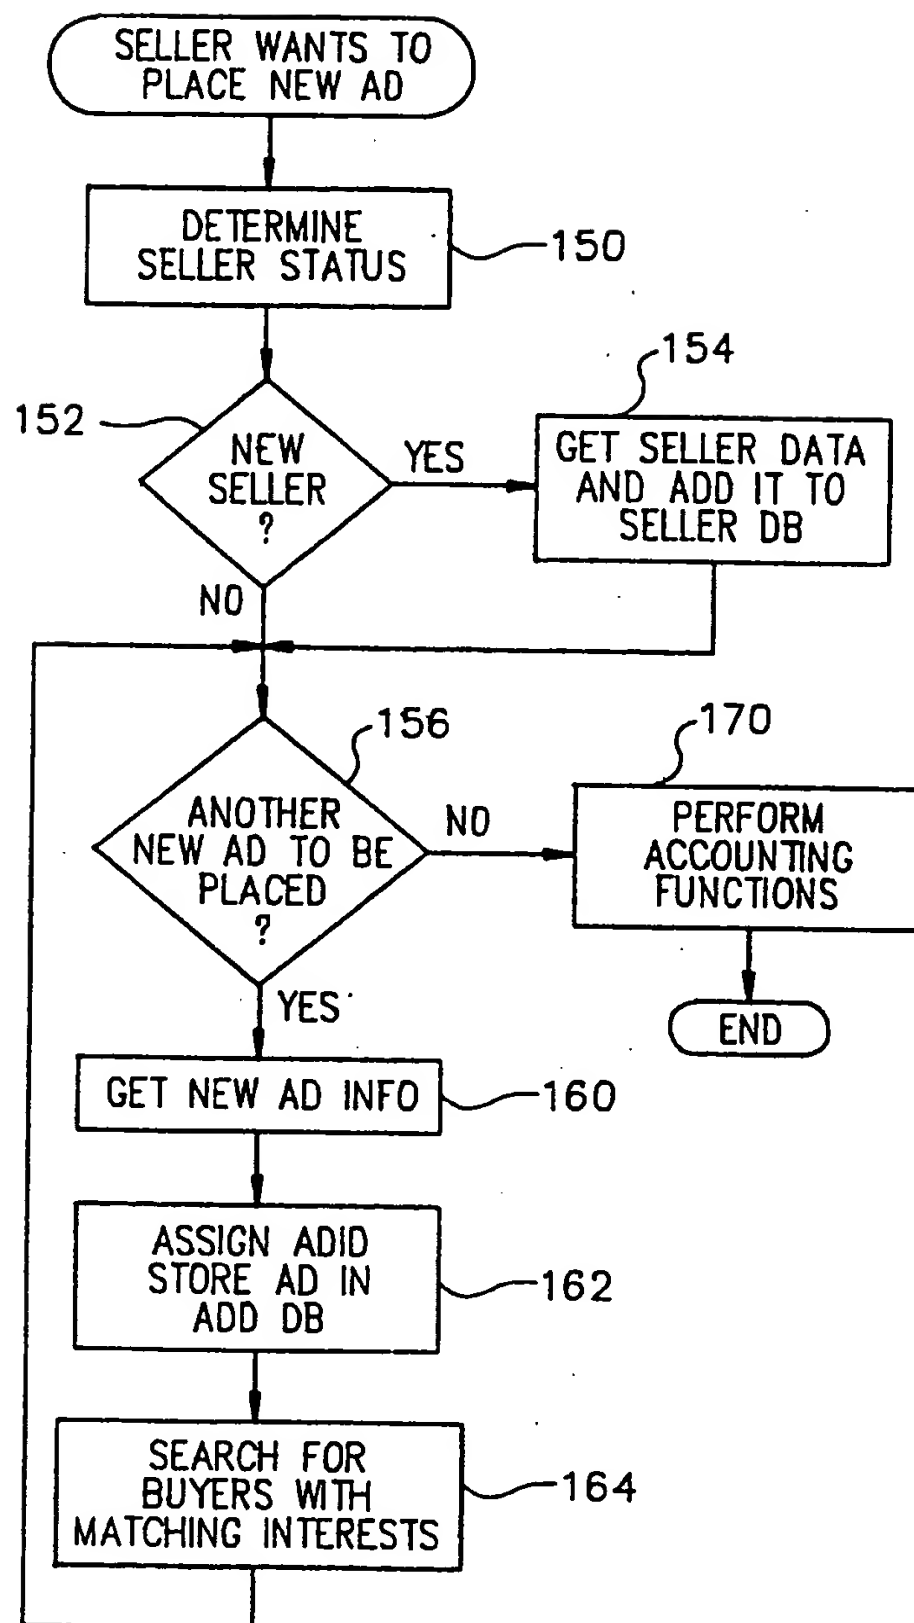 SELLER WANTS TO
PLACE NEW AD
DETERMINE
SELLER STATUS
150
152
NEW
SELLER
?
YES
154
GET SELLER DATA
AND ADD IT TO
SELLER DB
NO
156
ANOTHER
NEW AD TO BE
PLACED
?
NO
170
PERFORM
ACCOUNTING
FUNCTIONS
END
YES
GET NEW AD INFO
160
ASSIGN ADID
STORE AD IN
ADD DB
162
SEARCH FOR
BUYERS WITH
MATCHING INTERESTS
164